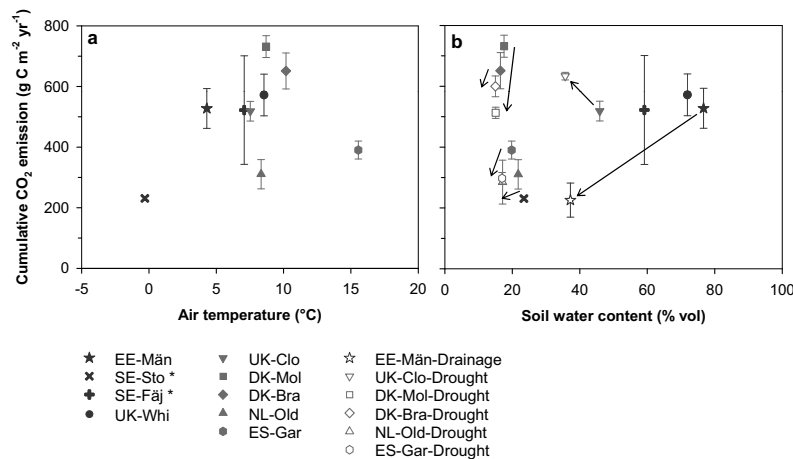 800
600
400
200
0
Cumulative CO₂ emission (g C m⁻² yr⁻¹)
a
-5 0 5 10 15 20
Air temperature (°C)
b
0 20 40 60 80 100
Soil water content (% vol)
EE-Män UK-Clo EE-Män-Drainage
SE-Sto * DK-Mol UK-Clo-Drought
SE-Fäj * DK-Bra DK-Mol-Drought
UK-Whi NL-Old DK-Bra-Drought
ES-Gar NL-Old-Drought
ES-Gar-Drought